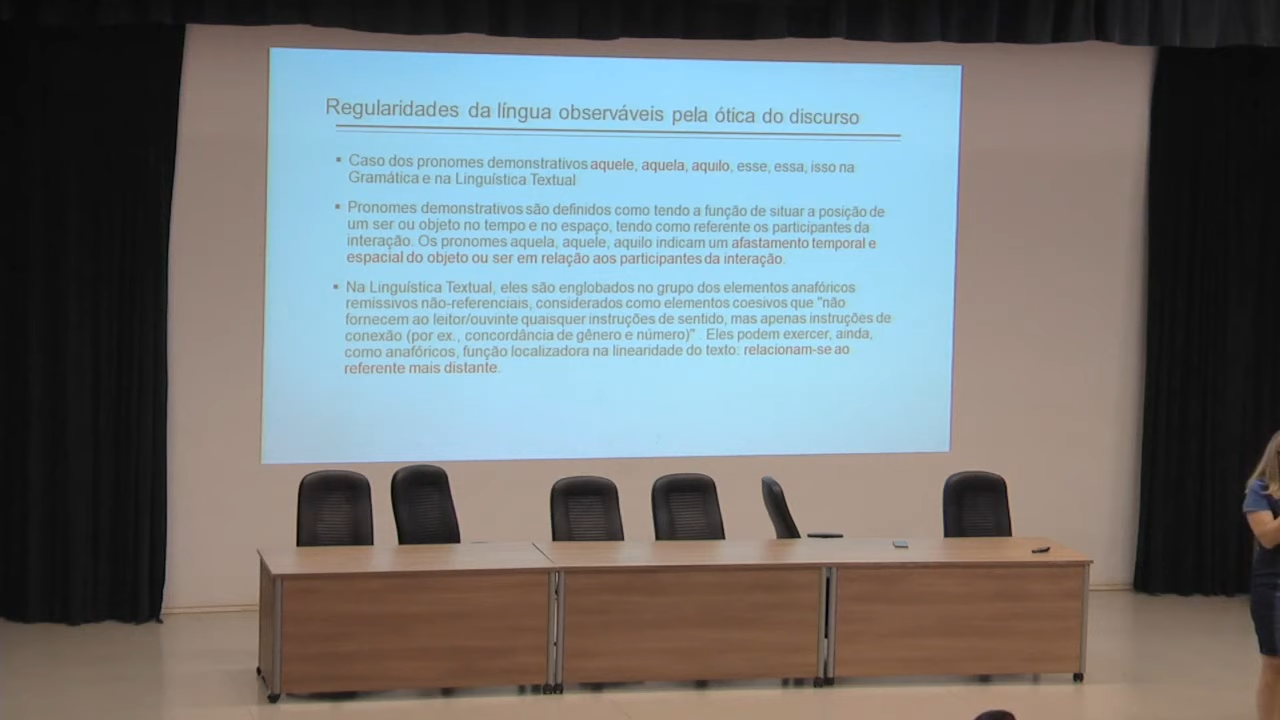 Regularidades da língua observáveis pela ótica do discurso
▪ Caso dos pronomes demonstrativos aquele, aquela, aquilo, esse, essa, isso na
Gramática e na Linguística Textual
▪ Pronomes demonstrativos são definidos como tendo a função de situar a posição de
um ser ou objeto no tempo e no espaço, tendo como referente os participantes da
interação. Os pronomes aquela, aquele, aquilo indicam um afastamento temporal e
espacial do objeto ou ser em relação aos participantes da interação.
▪ Na Linguística Textual, eles são englobados no grupo dos elementos anafóricos
remissivos não-referenciais, considerados como elementos coesivos que "não
fornecem ao leitor/ouvinte quaisquer instruções de sentido, mas apenas instruções de
conexão (por ex., concordância de gênero e número)" . Eles podem exercer, ainda,
como anafóricos, função localizadora na linearidade do texto: relacionam-se ao
referente mais distante.